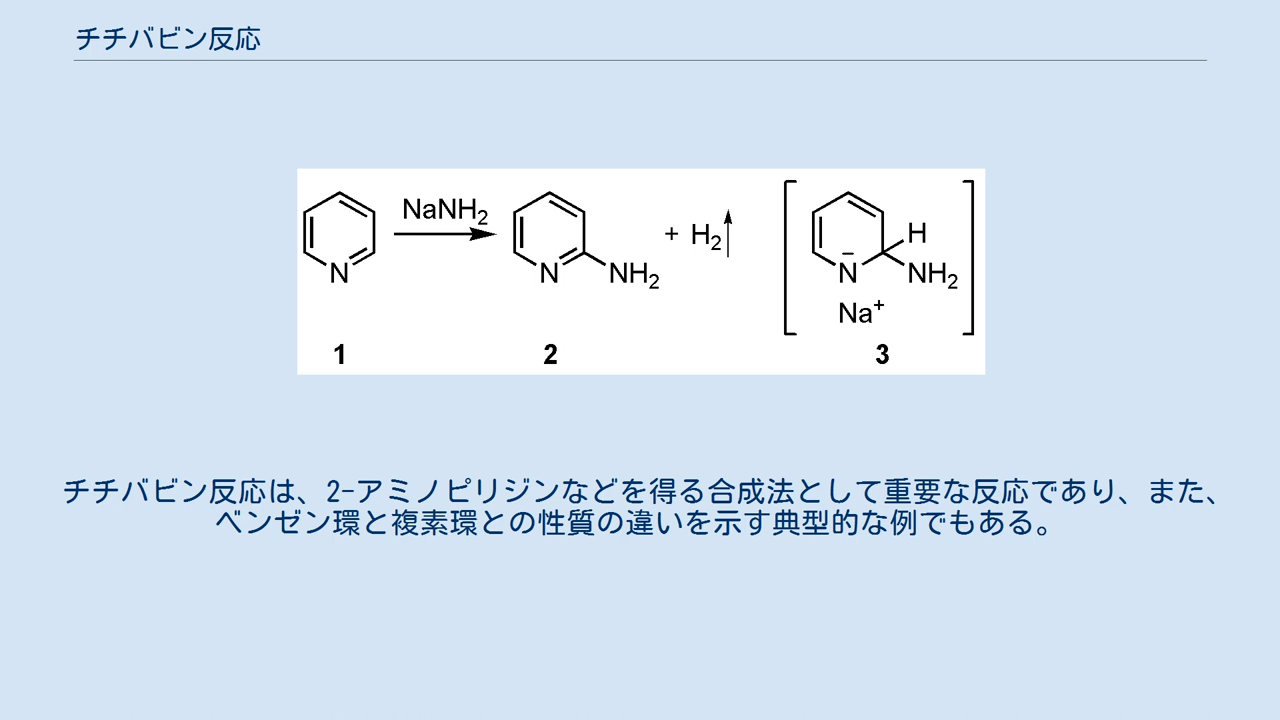 チチバビン反応
NaNH2
N
N
NH2
+ H2
H
N
NH2
Na+
1
2
3
チチバビン反応は、2-アミノピリジンなどを得る合成法として重要な反応であり、また、
ベンゼン環と複素環との性質の違いを示す典型的な例でもある。